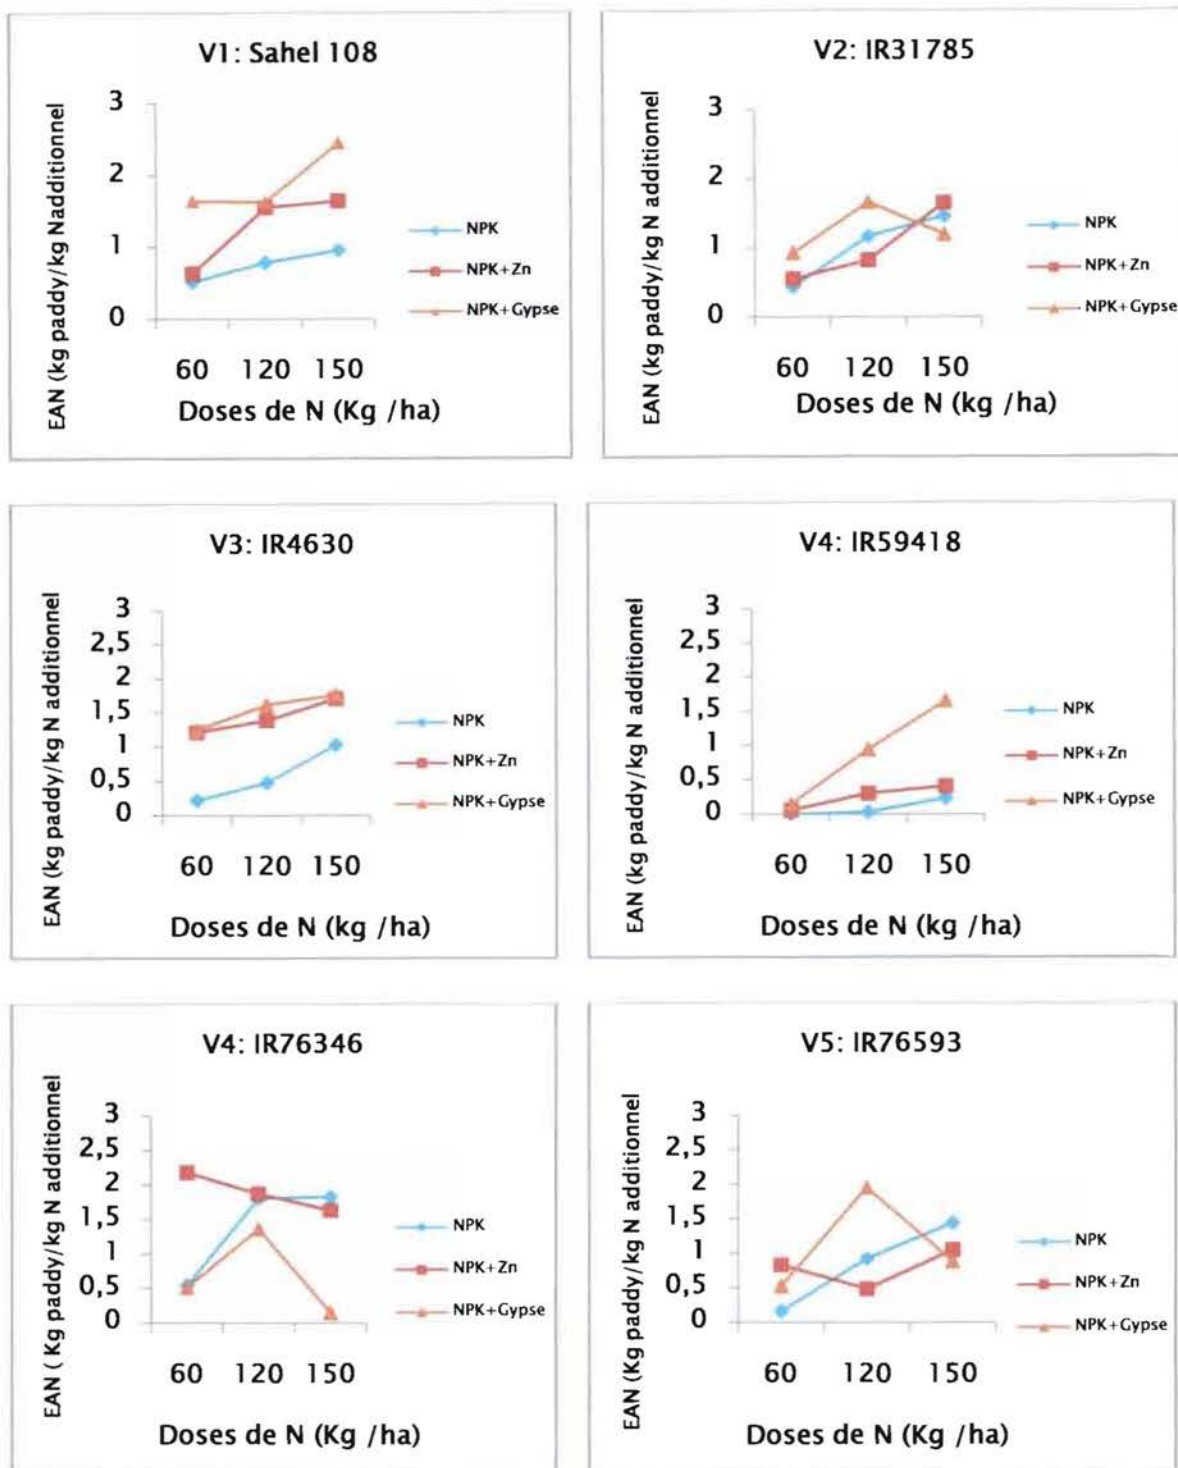 V1: Sahel 108
EAN (kg paddy/kg Nadditionnel
3
2
1
0
60 120 150
Doses de N (Kg /ha)
NPK
NPK+Zn
NPK+Gypse
V2: IR31785
EAN (kg paddy/kg N additionnel
3
2
1
0
60 120 150
Doses de N (kg /ha)
NPK
NPK+Zn
NPK+Gypse
V3: IR4630
EAN (kg paddy/kg N additionnel
3
2,5
2
1,5
1
0,5
0
60 120 150
Doses de N (kg /ha)
NPK
NPK+Zn
NPK+Gypse
V4: IR59418
EAN (kg paddy/kg N additionnel
3
2,5
2
1,5
1
0,5
0
60 120 150
Doses de N (kg /ha)
NPK
NPK+Zn
NPK+Gypse
V4: IR76346
EAN ( Kg paddy/kg N additionnel
3
2,5
2
1,5
1
0,5
0
60 120 150
Doses de N (Kg /ha)
NPK
NPK+Zn
NPK+Gypse
V5: IR76593
EAN (Kg paddy/kg N additionnel
3
2,5
2
1,5
1
0,5
0
60 120 150
Doses de N (Kg /ha)
NPK
NPK+Zn
NPK+Gypse